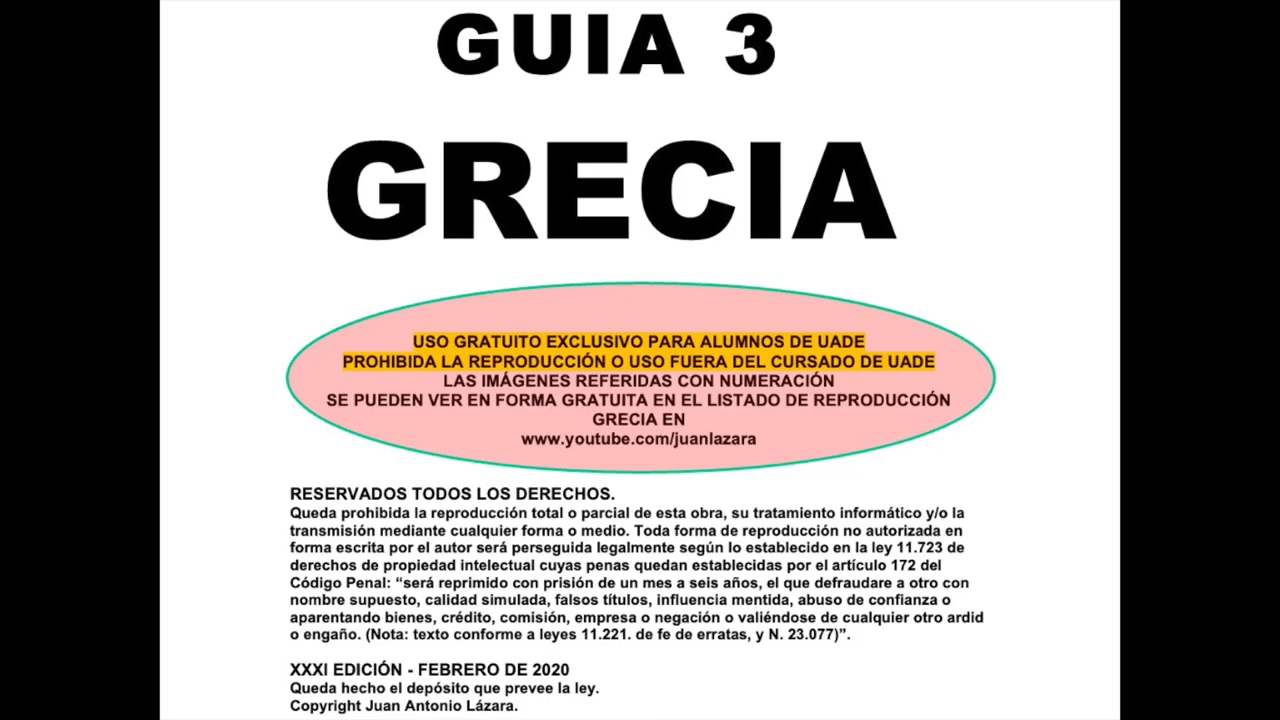 GUIA 3
GRECIA
USO GRATUITO EXCLUSIVO PARA ALUMNOS DE UADE
PROHIBIDA LA REPRODUCCIÓN O USO FUERA DEL CURSADO DE UADE
LAS IMÁGENES REFERIDAS CON NUMERACIÓN
SE PUEDEN VER EN FORMA GRATUITA EN EL LISTADO DE REPRODUCCIÓN
GRECIA EN
www.youtube.com/juanlazara
RESERVADOS TODOS LOS DERECHOS.
Queda prohibida la reproducción total o parcial de esta obra, su tratamiento informático y/o la
transmisión mediante cualquier forma o medio. Toda forma de reproducción no autorizada en
forma escrita por el autor será perseguida legalmente según lo establecido en la ley 11.723 de
derechos de propiedad intelectual cuyas penas quedan establecidas por el artículo 172 del
Código Penal: “será reprimido con prisión de un mes a seis años, el que defraudare a otro con
nombre supuesto, calidad simulada, falsos títulos, influencia mentida, abuso de confianza o
aparentando bienes, crédito, comisión, empresa o negación o valiéndose de cualquier otro ardid
o engaño. (Nota: texto conforme a leyes 11.221. de fe de erratas, y N. 23.077)”.
XXXI EDICIÓN - FEBRERO DE 2020
Queda hecho el depósito que prevee la ley.
Copyright Juan Antonio Lázara.